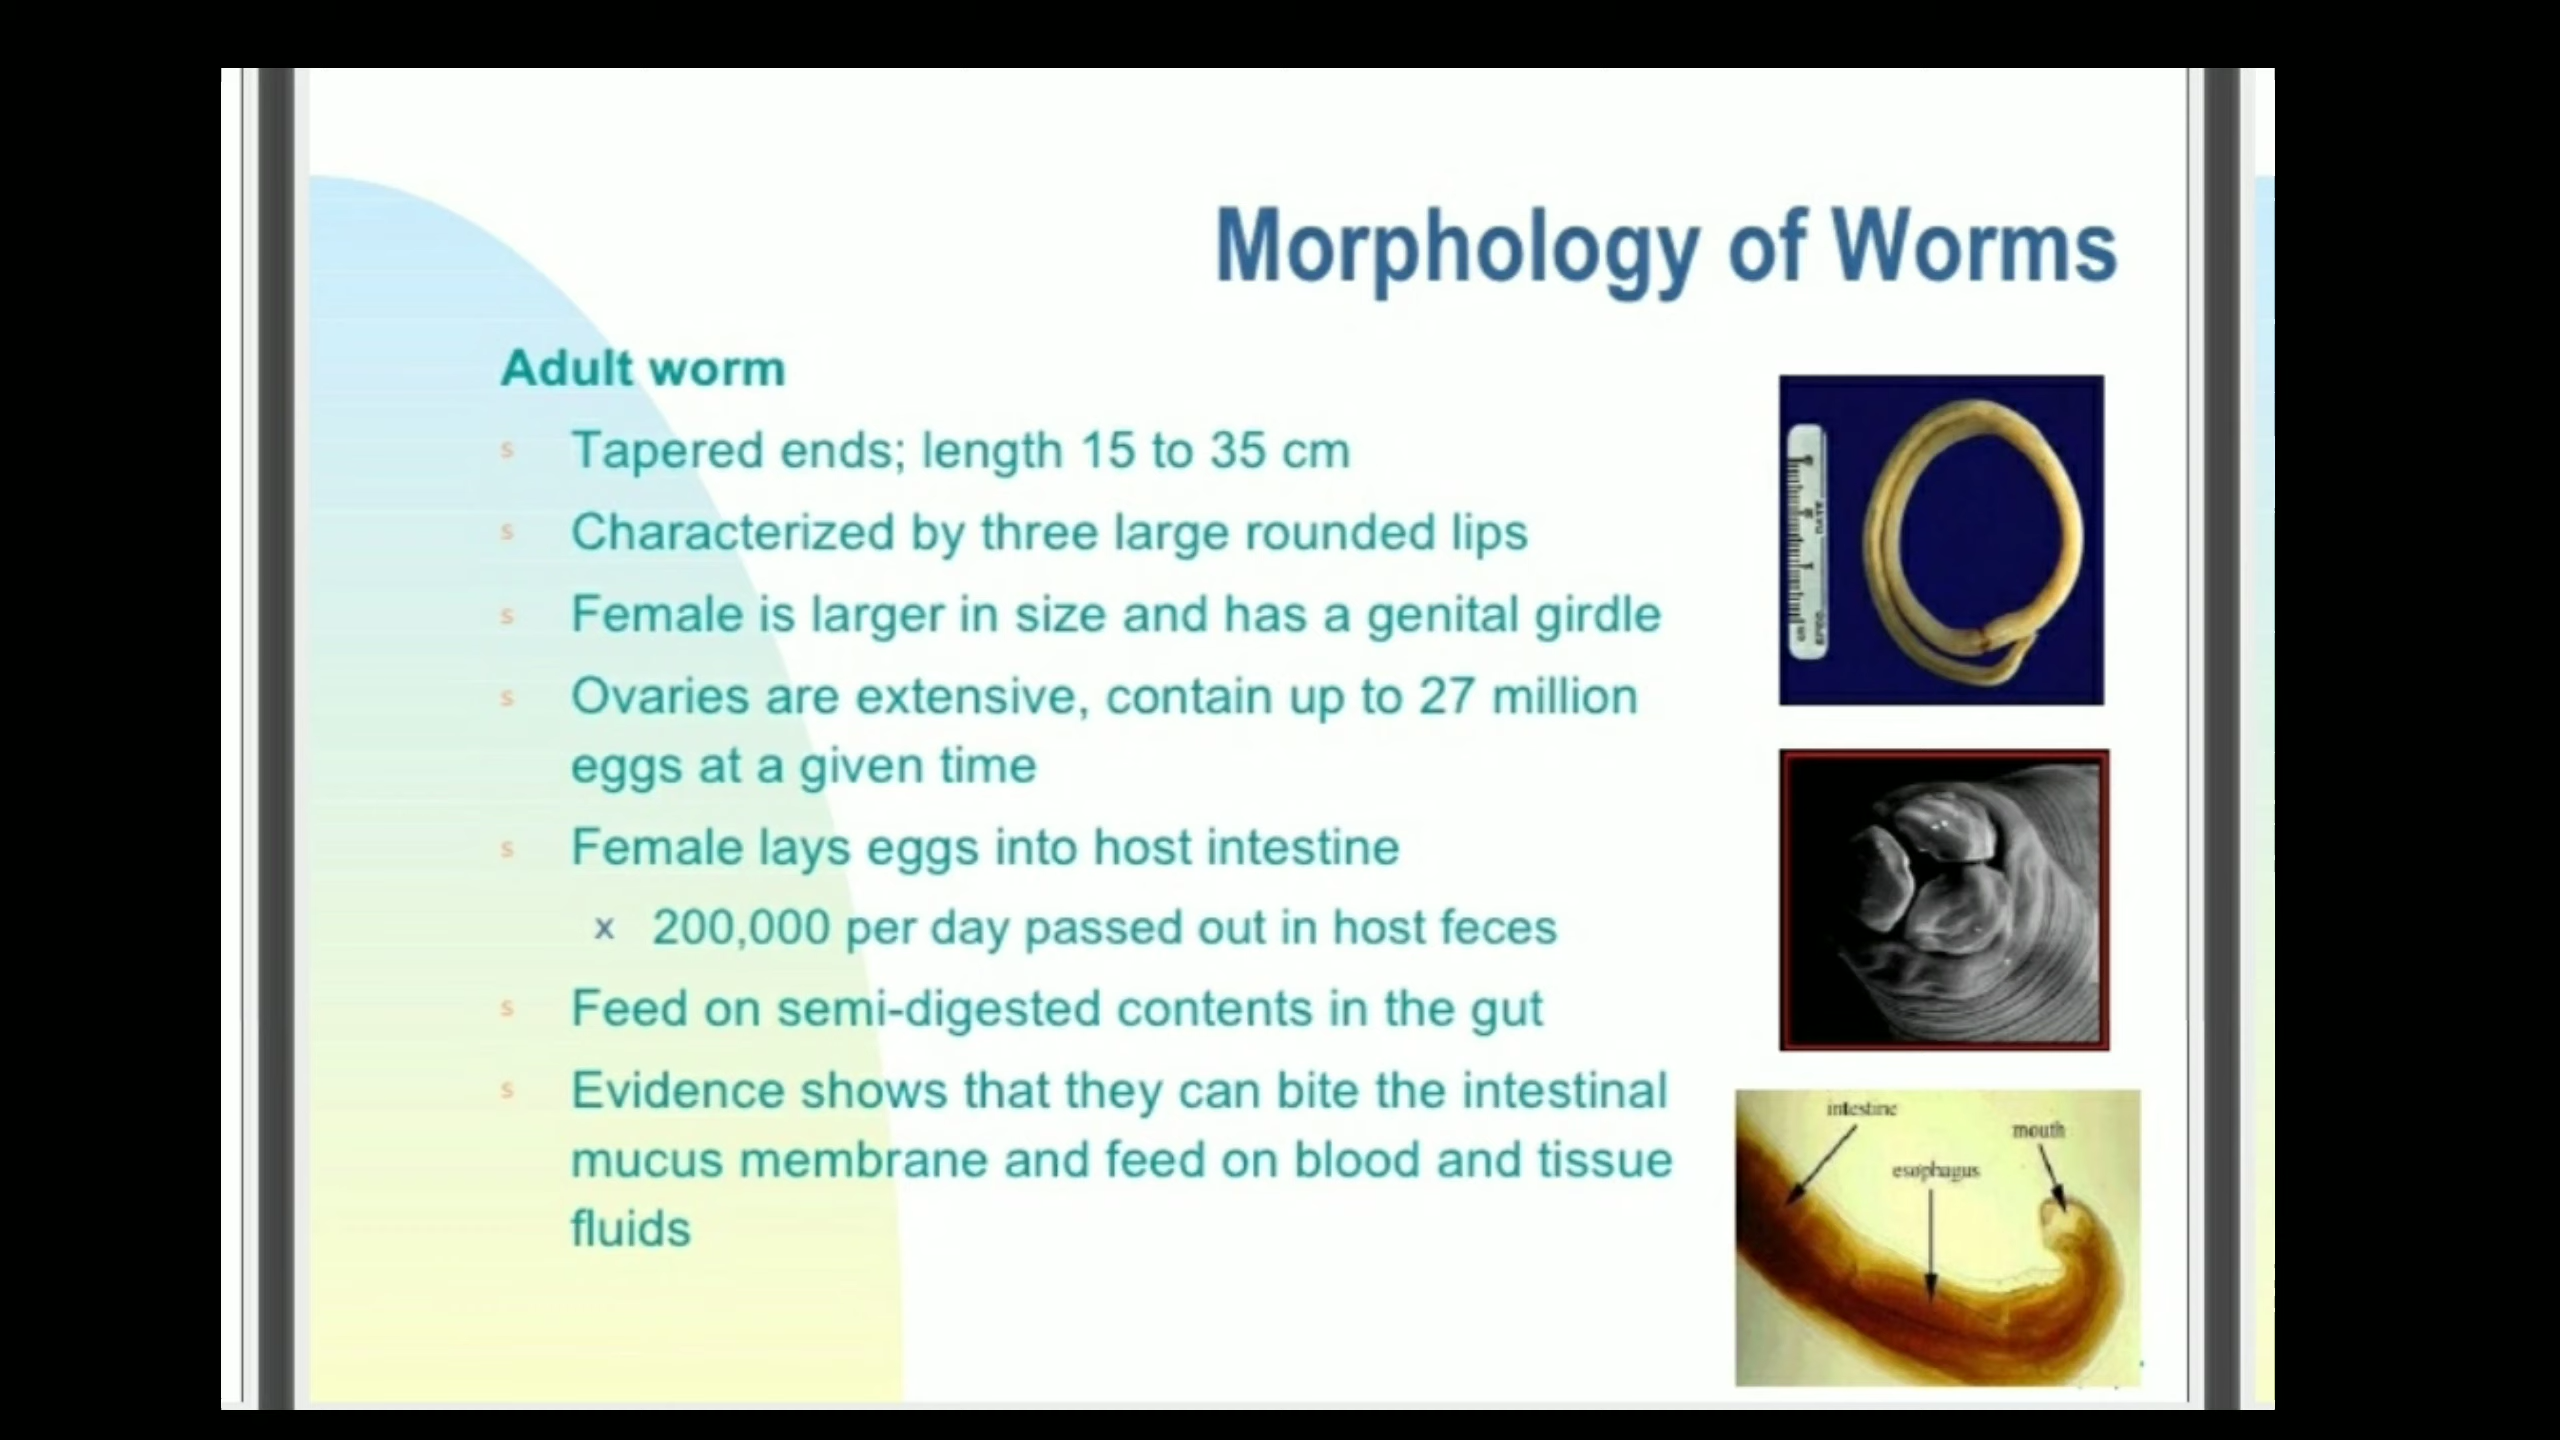 Morphology of Worms
Adult worm
s Tapered ends; length 15 to 35 cm
s Characterized by three large rounded lips
s Female is larger in size and has a genital girdle
s Ovaries are extensive, contain up to 27 million
eggs at a given time
s Female lays eggs into host intestine
x 200,000 per day passed out in host feces
s Feed on semi-digested contents in the gut
s Evidence shows that they can bite the intestinal
mucus membrane and feed on blood and tissue
fluids
DATE
intestine
mouth
esophagus